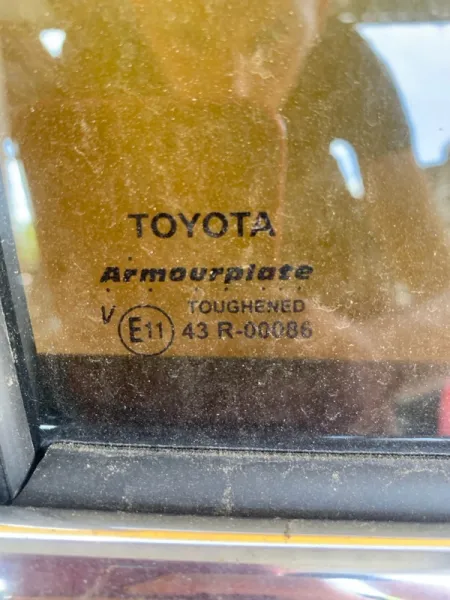 TOYOTA
Armourplate
TOUGHENED
V E11 43 R-00086